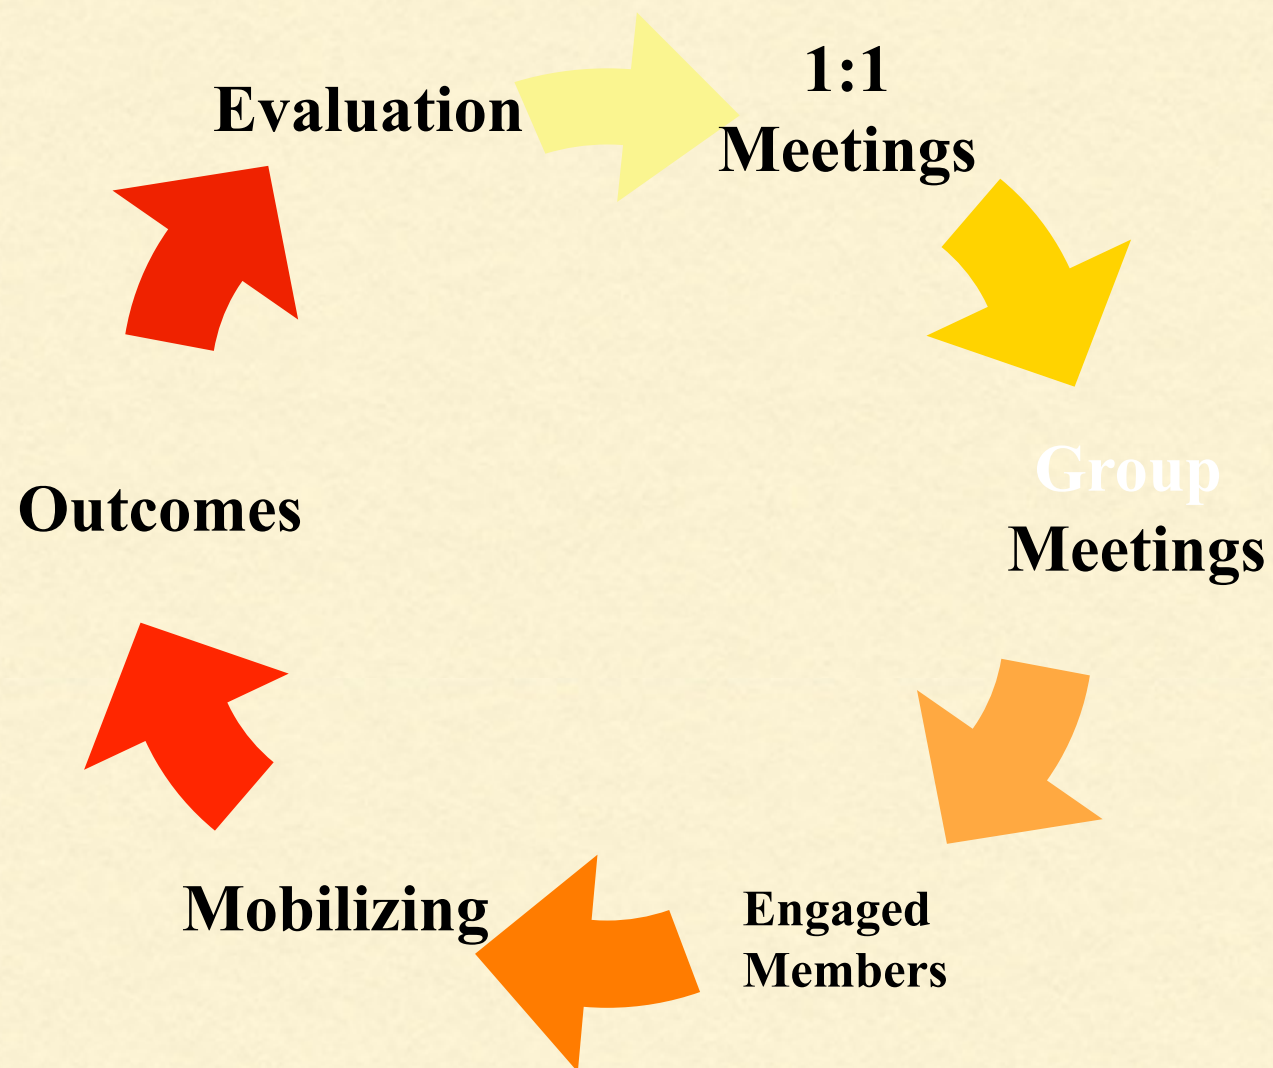 Evaluation
1:1
Meetings
Group
Meetings
Engaged
Members
Mobilizing
Outcomes